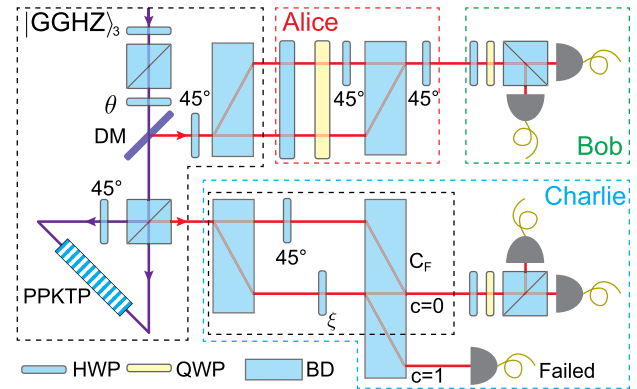 |GGHZ⟩₃
Alice
Bob
θ
45°
45°
45°
DM
45°
Charlie
PPKTP
45°
ξ
C_F
c=0
c=1
Failed
HWP
QWP
BD